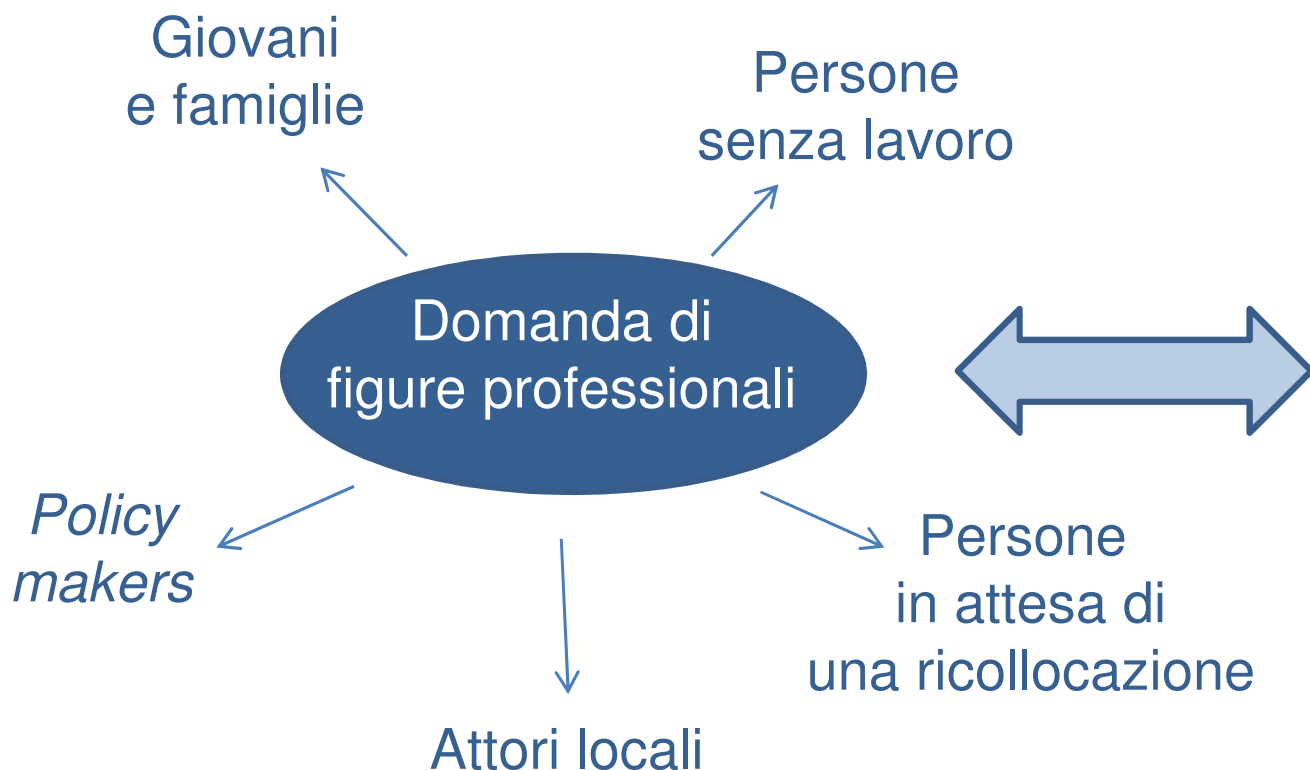 Giovani
e famiglie
Persone
senza lavoro
Domanda di
figure professionali
Policy
makers
Persone
in attesa di
una ricollocazione
Attori locali